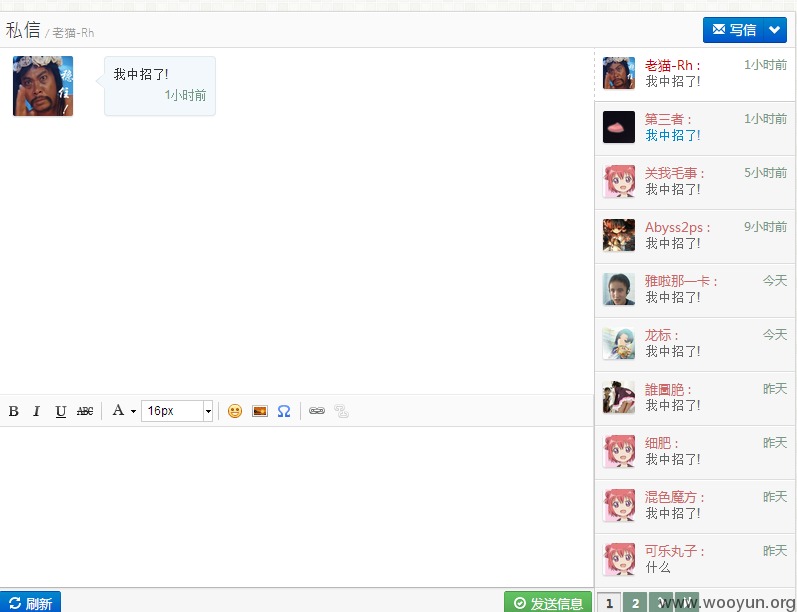 私信 / 老猫-Rh
写信
我中招了!
1小时前
老猫-Rh : 1小时前
我中招了!
第三者 : 1小时前
我中招了!
关我毛事 : 5小时前
我中招了!
Abyss2ps : 9小时前
我中招了!
雅啦那一卡 : 今天
我中招了!
龙标 : 今天
我中招了!
誰圖脃 : 昨天
我中招了!
细肥 : 昨天
我中招了!
混色魔方 : 昨天
我中招了!
可乐丸子 : 昨天
什么
B I U ABC A 16px Ω
刷新
发送信息
1 2
www.wooyun.org